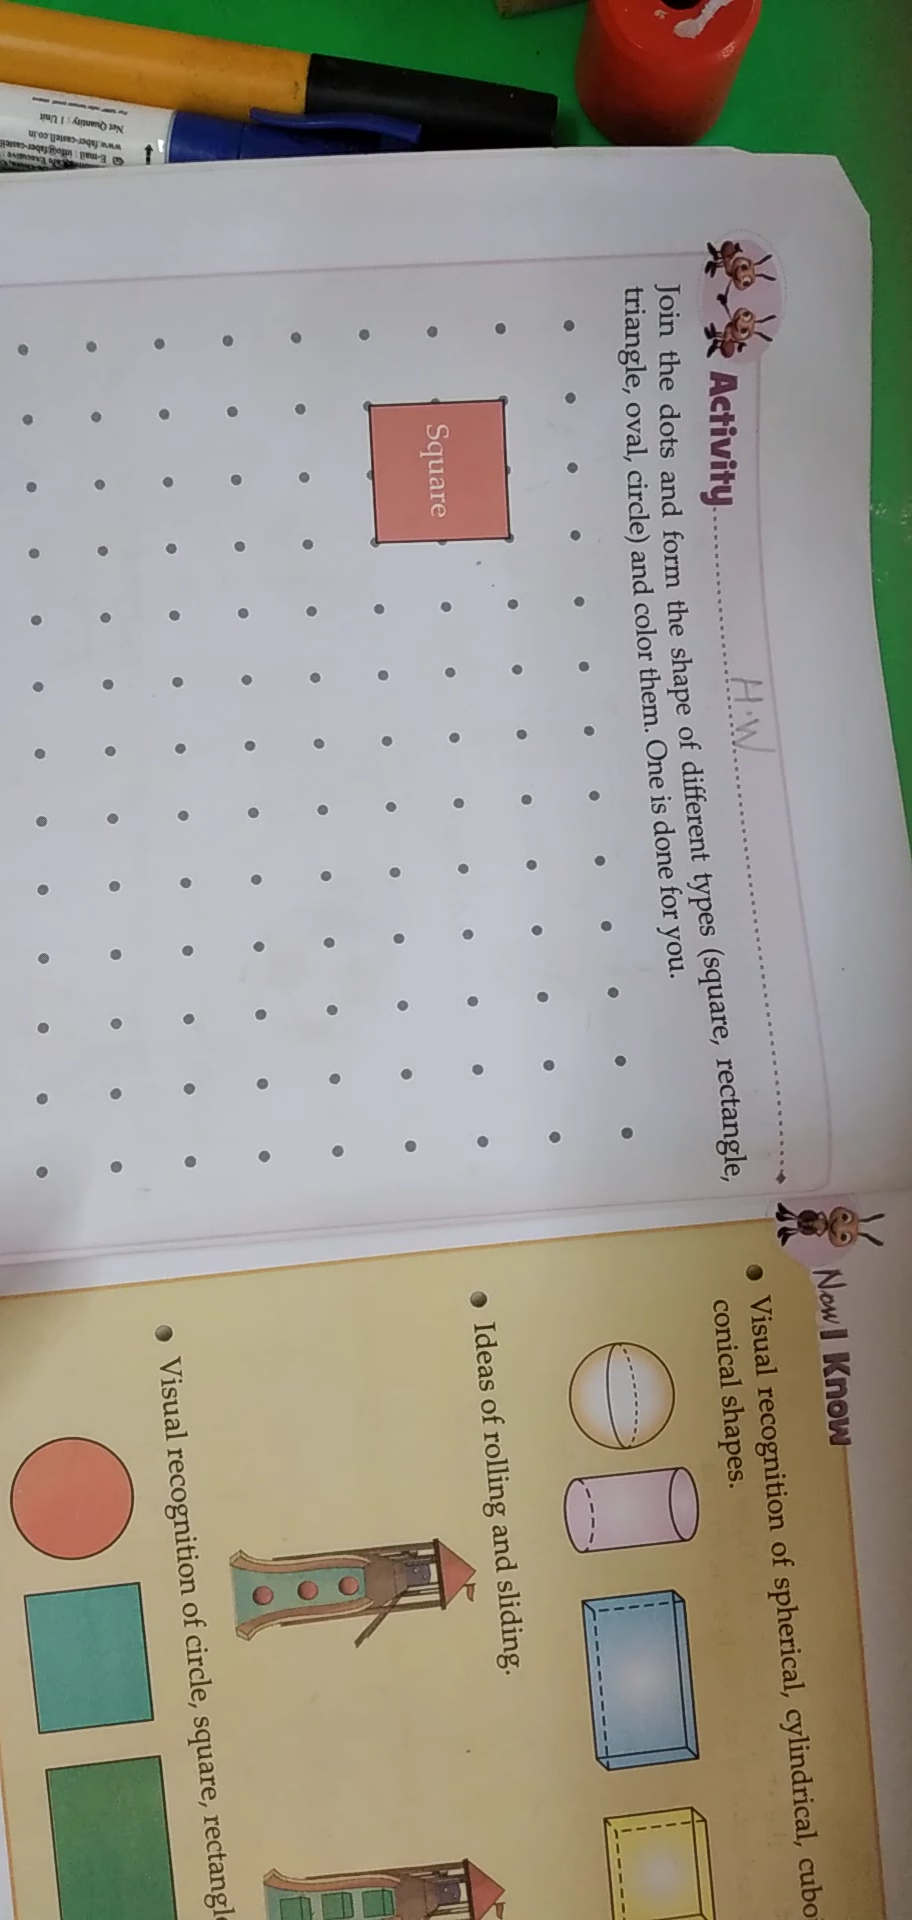 Activity
H.W
Join the dots and form the shape of different types (square, rectangle,
triangle, oval, circle) and color them. One is done for you.
Square
Now I Know
Visual recognition of spherical, cylindrical,
conical shapes.
Ideas of rolling and sliding.
Visual recognition of circle, square,
Net Quantity : 1 Unit
www.faber-castell.co.in